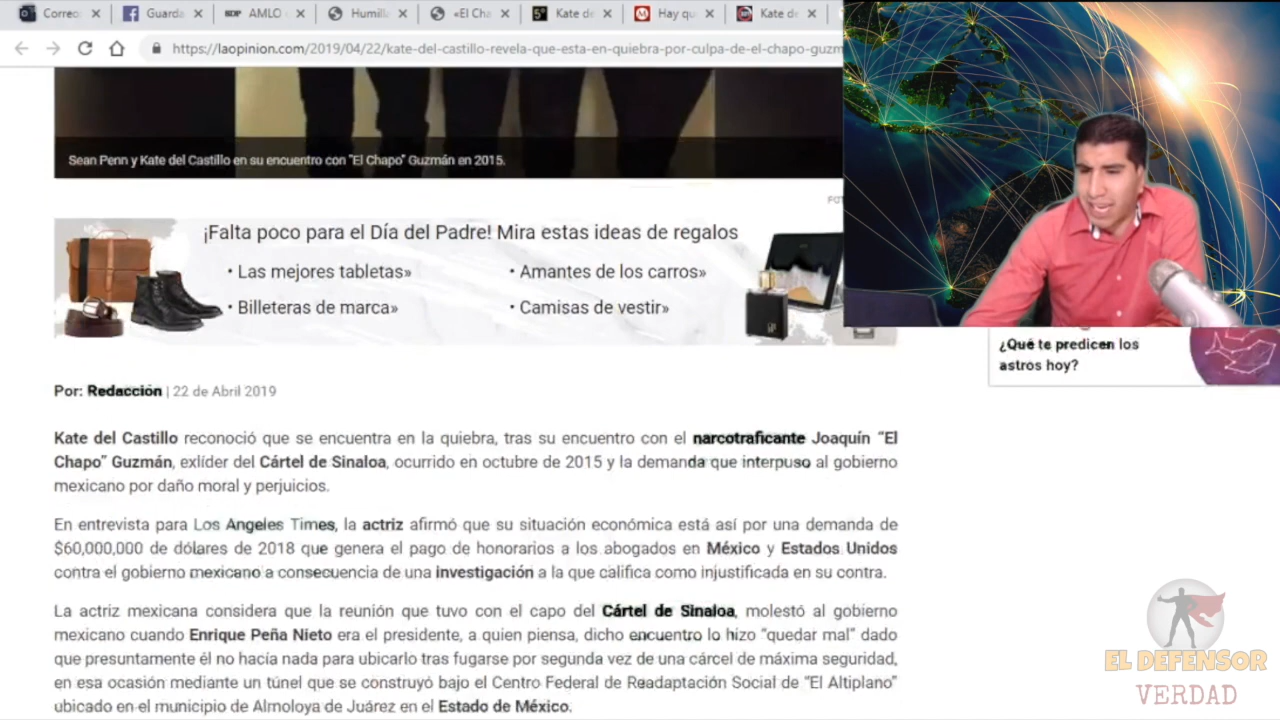 Correo
Guarda
SDP AMLO
Humill
«El Cha
5° Kate de
Hay qu
Kate de
https://laopinion.com/2019/04/22/kate-del-castillo-revela-que-esta-en-quiebra-por-culpa-de-el-chapo-guzm
Sean Penn y Kate del Castillo en su encuentro con "El Chapo" Guzmán en 2015.
¡Falta poco para el Día del Padre! Mira estas ideas de regalos
• Las mejores tabletas»
• Amantes de los carros»
• Billeteras de marca»
• Camisas de vestir»
¿Qué te predicen los
astros hoy?
Por: Redacción | 22 de Abril 2019
Kate del Castillo reconoció que se encuentra en la quiebra, tras su encuentro con el narcotraficante Joaquín “El
Chapo” Guzmán, exlíder del Cártel de Sinaloa, ocurrido en octubre de 2015 y la demanda que interpuso al gobierno
mexicano por daño moral y perjuicios.
En entrevista para Los Angeles Times, la actriz afirmó que su situación económica está así por una demanda de
$60,000,000 de dólares de 2018 que genera el pago de honorarios a los abogados en México y Estados Unidos
contra el gobierno mexicano a consecuencia de una investigación a la que califica como injustificada en su contra.
La actriz mexicana considera que la reunión que tuvo con el capo del Cártel de Sinaloa, molestó al gobierno
mexicano cuando Enrique Peña Nieto era el presidente, a quien piensa, dicho encuentro lo hizo “quedar mal” dado
que presuntamente él no hacía nada para ubicarlo tras fugarse por segunda vez de una cárcel de máxima seguridad,
en esa ocasión mediante un túnel que se construyó bajo el Centro Federal de Readaptación Social de “El Altiplano”
ubicado en el municipio de Almoloya de Juárez en el Estado de México.
EL DEFENSOR
VERDAD